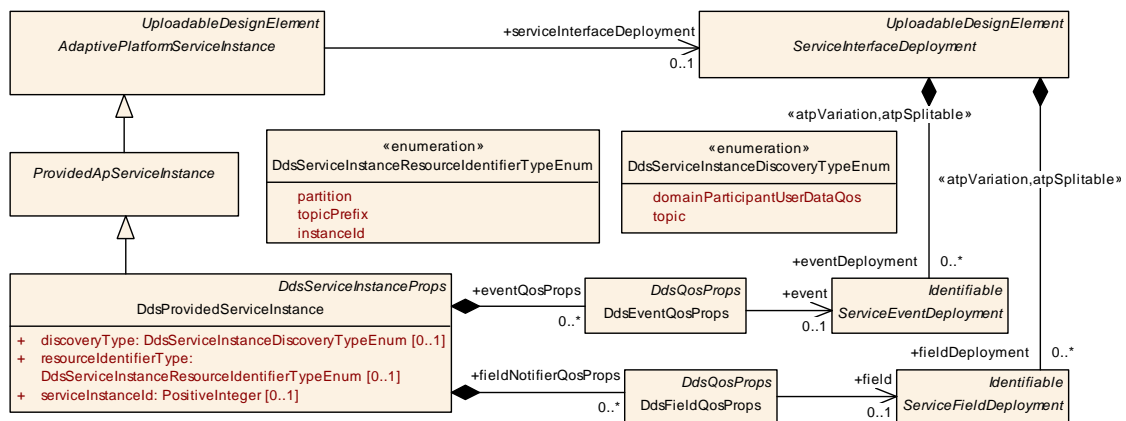 UploadableDesignElement
AdaptivePlatformServiceInstance
+serviceInterfaceDeployment
0..1
UploadableDesignElement
ServiceInterfaceDeployment
«atpVariation,atpSplitable»
«atpVariation,atpSplitable»
ProvidedApServiceInstance
«enumeration»
DdsServiceInstanceResourceIdentifierTypeEnum
partition
topicPrefix
instanceId
«enumeration»
DdsServiceInstanceDiscoveryTypeEnum
domainParticipantUserDataQos
topic
DdsServiceInstanceProps
DdsProvidedServiceInstance
+ discoveryType: DdsServiceInstanceDiscoveryTypeEnum [0..1]
+ resourceIdentifierType:
DdsServiceInstanceResourceIdentifierTypeEnum [0..1]
+ serviceInstanceId: PositiveInteger [0..1]
+eventQosProps
0..*
DdsQosProps
DdsEventQosProps
+event
0..1
+eventDeployment
0..*
Identifiable
ServiceEventDeployment
+fieldNotifierQosProps
0..*
DdsQosProps
DdsFieldQosProps
+field
0..1
+fieldDeployment
0..*
Identifiable
ServiceFieldDeployment